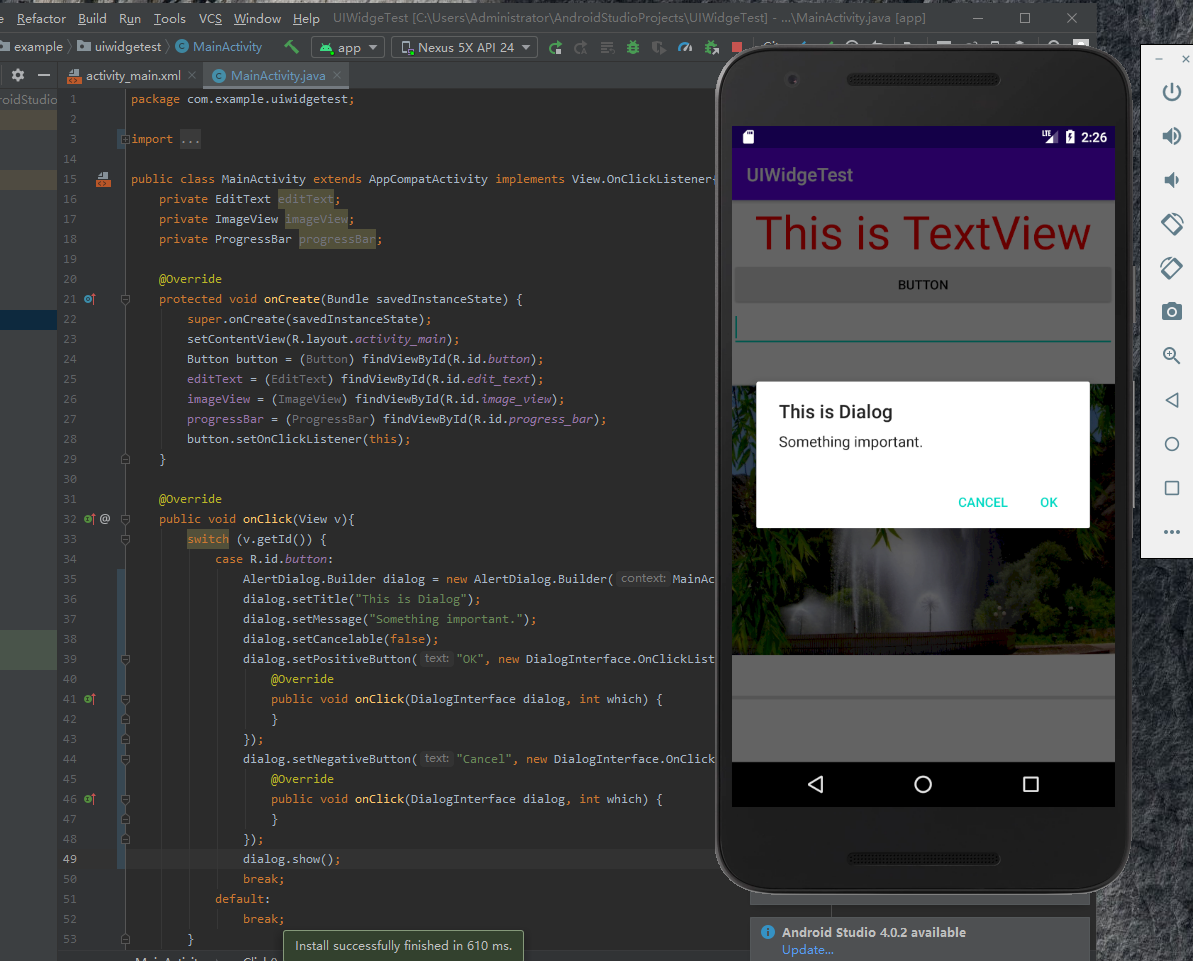 Refactor Build Run Tools VCS Window Help UIWidgeTest [C:\Users\Administrator\AndroidStudioProjects\UIWidgeTest] - ...\MainActivity.java [app]
example uiwidgetest MainActivity app Nexus 5X API 24
activity_main.xml MainActivity.java
roidStudio
1 package com.example.uiwidgetest;
2
3 import ...
14
15 public class MainActivity extends AppCompatActivity implements View.OnClickListener{
16 private EditText editText;
17 private ImageView imageView;
18 private ProgressBar progressBar;
19
20 @Override
21 protected void onCreate(Bundle savedInstanceState) {
22 super.onCreate(savedInstanceState);
23 setContentView(R.layout.activity_main);
24 Button button = (Button) findViewById(R.id.button);
25 editText = (EditText) findViewById(R.id.edit_text);
26 imageView = (ImageView) findViewById(R.id.image_view);
27 progressBar = (ProgressBar) findViewById(R.id.progress_bar);
28 button.setOnClickListener(this);
29 }
30
31 @Override
32 @ public void onClick(View v){
33 switch (v.getId()) {
34 case R.id.button:
35 AlertDialog.Builder dialog = new AlertDialog.Builder( context: MainAc
36 dialog.setTitle("This is Dialog");
37 dialog.setMessage("Something important.");
38 dialog.setCancelable(false);
39 dialog.setPositiveButton( text: "OK", new DialogInterface.OnClickList
40 @Override
41 public void onClick(DialogInterface dialog, int which) {
42 }
43 });
44 dialog.setNegativeButton( text: "Cancel", new DialogInterface.OnClick
45 @Override
46 public void onClick(DialogInterface dialog, int which) {
47 }
48 });
49 dialog.show();
50 break;
51 default:
52 break;
53 }
Install successfully finished in 610 ms.
LTE 2:26
UIWidgeTest
This is TextView
BUTTON
This is Dialog
Something important.
CANCEL OK
Android Studio 4.0.2 available
Update...